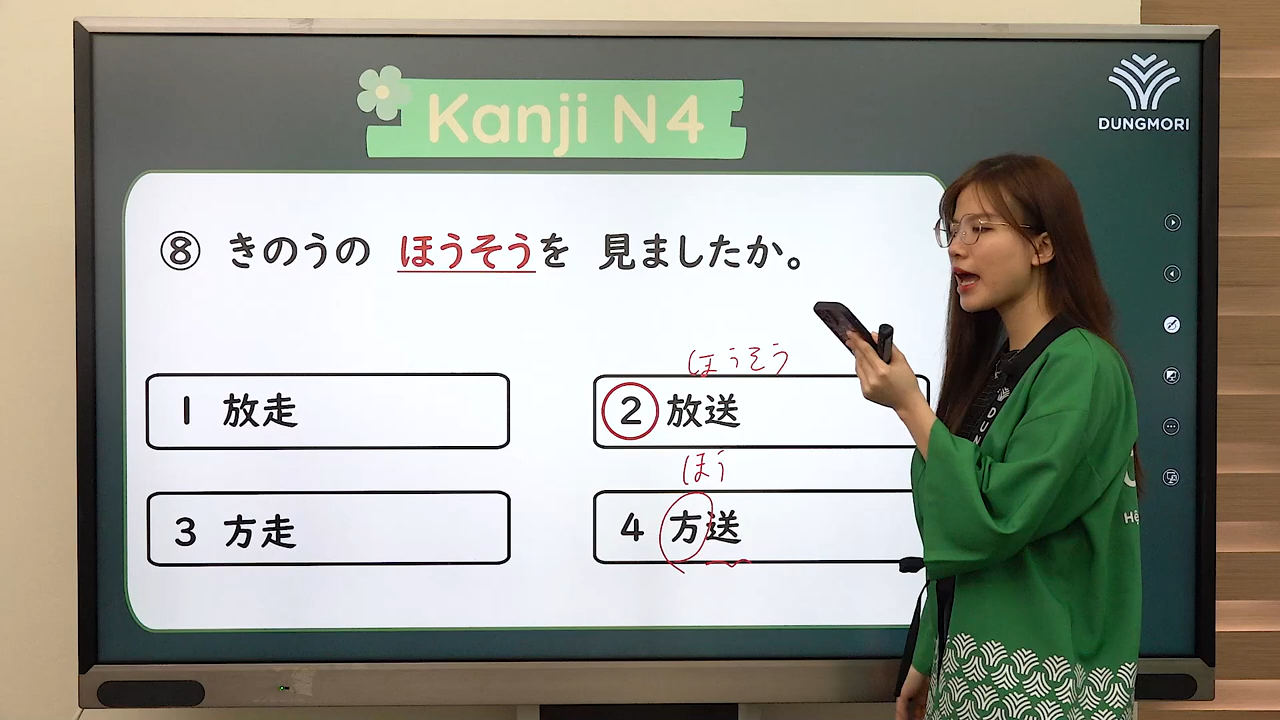 Kanji N4
DUNGMORI
⑧ きのうの ほうそうを 見ましたか。
ほうそう
1 放走
2 放送
ほう
3 方走
4 方送